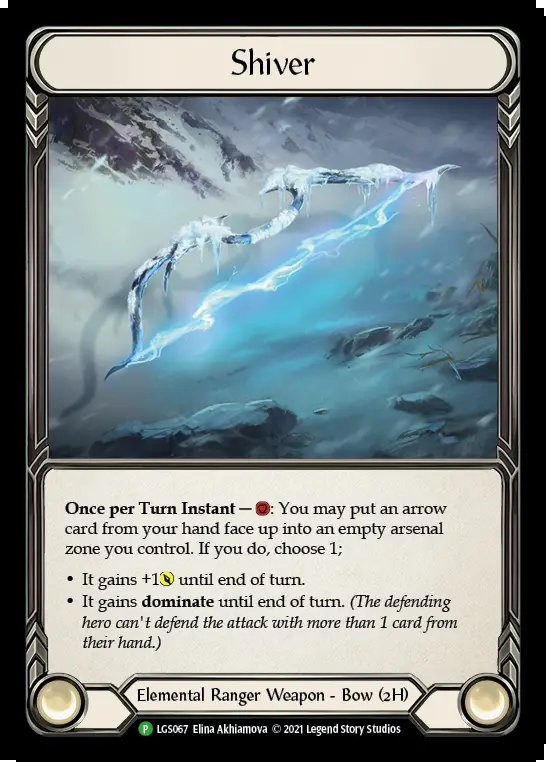 Shiver
Once per Turn Instant — : You may put an arrow
card from your hand face up into an empty arsenal
zone you control. If you do, choose 1;
• It gains +1 until end of turn.
• It gains dominate until end of turn. (The defending
hero can't defend the attack with more than 1 card from
their hand.)
Elemental Ranger Weapon - Bow (2H)
P LGS067 Elina Akhiamova © 2021 Legend Story Studios